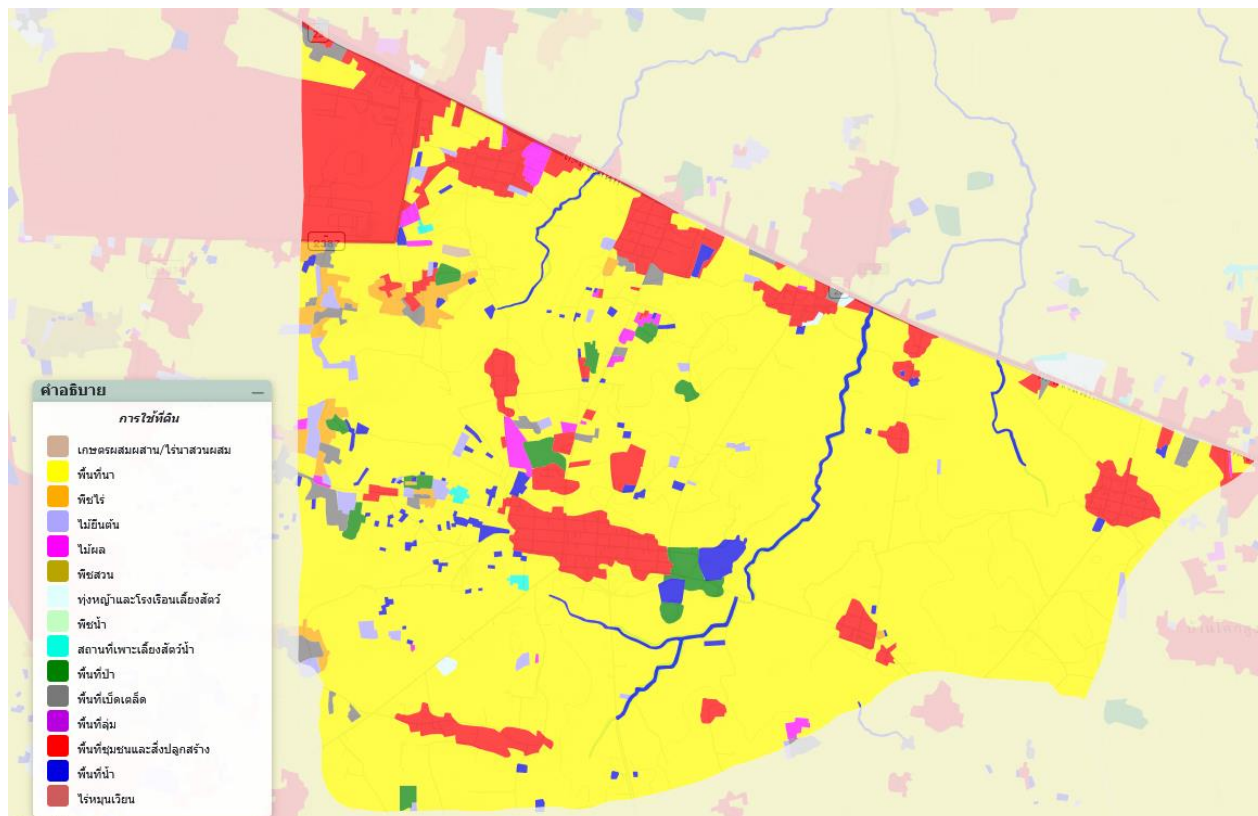 2367
คำอธิบาย
การใช้ที่ดิน
เกษตรผสมผสาน/ไร่นาสวนผสม
พื้นที่นา
พืชไร่
ไม้ยืนต้น
ไม้ผล
พืชสวน
ทุ่งหญ้าและโรงเรือนเลี้ยงสัตว์
พืชน้ำ
สถานที่เพาะเลี้ยงสัตว์น้ำ
พื้นที่ป่า
พื้นที่เบ็ดเตล็ด
พื้นที่ลุ่ม
พื้นที่ชุมชนและสิ่งปลูกสร้าง
พื้นที่น้ำ
ไร่หมุนเวียน